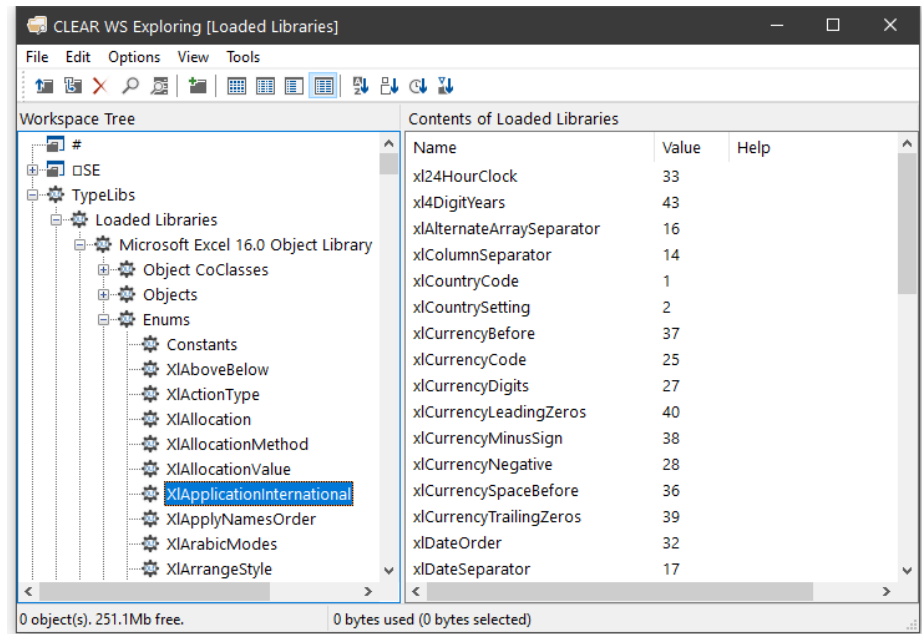 CLEAR WS Exploring [Loaded Libraries]
File Edit Options View Tools
Workspace Tree
#
⎕SE
TypeLibs
Loaded Libraries
Microsoft Excel 16.0 Object Library
Object CoClasses
Objects
Enums
Constants
XlAboveBelow
XlActionType
XlAllocation
XlAllocationMethod
XlAllocationValue
XlApplicationInternational
XlApplyNamesOrder
XlArabicModes
XlArrangeStyle
Contents of Loaded Libraries
Name Value Help
xl24HourClock 33
xl4DigitYears 43
xlAlternateArraySeparator 16
xlColumnSeparator 14
xlCountryCode 1
xlCountrySetting 2
xlCurrencyBefore 37
xlCurrencyCode 25
xlCurrencyDigits 27
xlCurrencyLeadingZeros 40
xlCurrencyMinusSign 38
xlCurrencyNegative 28
xlCurrencySpaceBefore 36
xlCurrencyTrailingZeros 39
xlDateOrder 32
xlDateSeparator 17
0 object(s). 251.1Mb free.
0 bytes used (0 bytes selected)